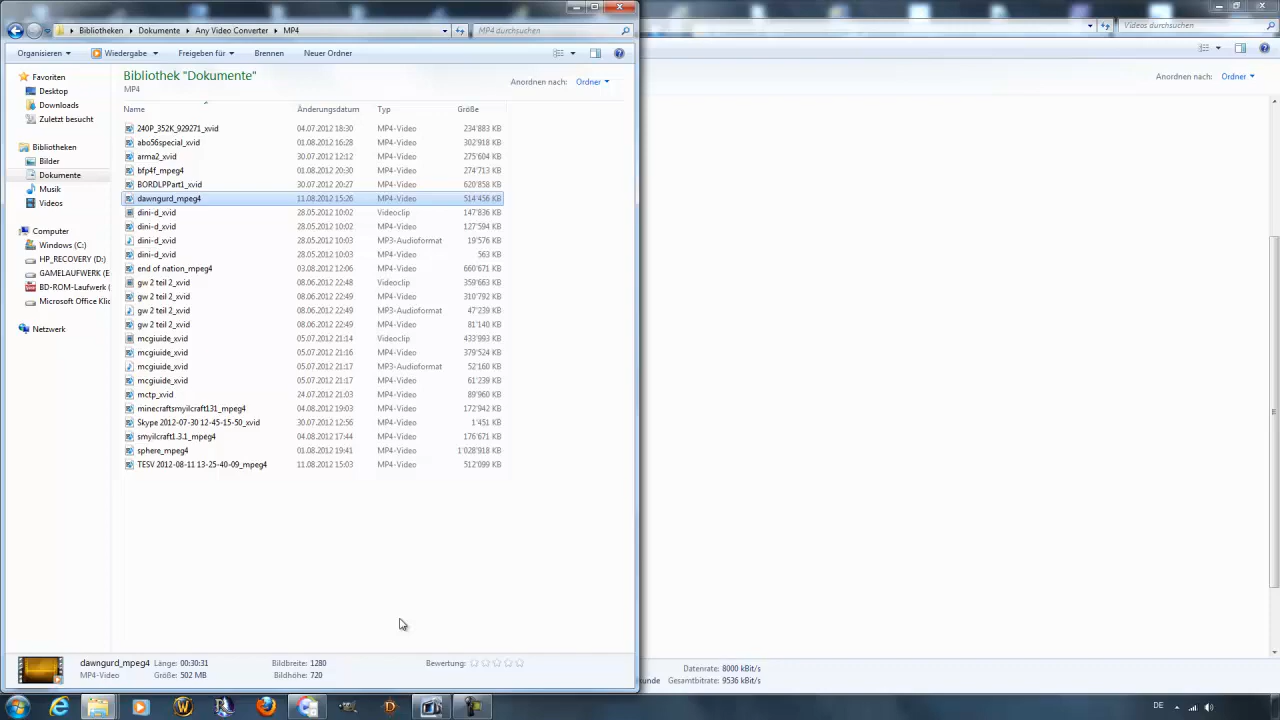 Bibliotheken Dokumente Any Video Converter MP4
MP4 durchsuchen
Videos durchsuchen
Organisieren Wiedergabe Freigeben für Brennen Neuer Ordner
Bibliothek "Dokumente"
MP4
Anordnen nach: Ordner
Anordnen nach: Ordner
Name Änderungsdatum Typ Größe
240P_352K_929271_xvid 04.07.2012 18:30 MP4-Video 234'883 KB
abo56special_xvid 01.08.2012 16:28 MP4-Video 302'918 KB
arma2_xvid 30.07.2012 12:12 MP4-Video 275'604 KB
bfp4f_mpeg4 01.08.2012 20:30 MP4-Video 274'713 KB
BORDLPPart1_xvid 30.07.2012 20:27 MP4-Video 620'858 KB
dawngurd_mpeg4 11.08.2012 15:26 MP4-Video 514'456 KB
dini-d_xvid 28.05.2012 10:02 Videoclip 147'836 KB
dini-d_xvid 28.05.2012 10:02 MP4-Video 127'594 KB
dini-d_xvid 28.05.2012 10:03 MP3-Audioformat 19'576 KB
dini-d_xvid 28.05.2012 10:03 MP4-Video 563 KB
end of nation_mpeg4 03.08.2012 12:06 MP4-Video 660'671 KB
gw 2 teil 2_xvid 08.06.2012 22:48 Videoclip 359'663 KB
gw 2 teil 2_xvid 08.06.2012 22:49 MP4-Video 310'792 KB
gw 2 teil 2_xvid 08.06.2012 22:49 MP3-Audioformat 47'239 KB
gw 2 teil 2_xvid 08.06.2012 22:49 MP4-Video 81'140 KB
mcgiuide_xvid 05.07.2012 21:14 Videoclip 433'993 KB
mcgiuide_xvid 05.07.2012 21:16 MP4-Video 379'524 KB
mcgiuide_xvid 05.07.2012 21:17 MP3-Audioformat 52'160 KB
mcgiuide_xvid 05.07.2012 21:17 MP4-Video 61'239 KB
mctp_xvid 24.07.2012 21:03 MP4-Video 89'960 KB
minecraftsmyilcraft131_mpeg4 04.08.2012 19:03 MP4-Video 172'942 KB
Skype 2012-07-30 12-45-15-50_xvid 30.07.2012 12:56 MP4-Video 1'451 KB
smyilcraft1.3.1_mpeg4 04.08.2012 17:44 MP4-Video 176'671 KB
sphere_mpeg4 01.08.2012 19:41 MP4-Video 1'028'918 KB
TESV 2012-08-11 13-25-40-09_mpeg4 11.08.2012 15:03 MP4-Video 512'099 KB
Favoriten
Desktop
Downloads
Zuletzt besucht
Bibliotheken
Bilder
Dokumente
Musik
Videos
Computer
Windows (C:)
HP_RECOVERY (D:)
GAMELAUFWERK (E
BD-ROM-Laufwerk (
Microsoft Office Klic
Netzwerk
dawngurd_mpeg4 Länge: 00:30:31 Bildbreite: 1280 Bewertung:
MP4-Video Größe: 502 MB Bildhöhe: 720
Datenrate: 8000 kBit/s
kunde Gesamtbitrate: 9536 kBit/s
DE